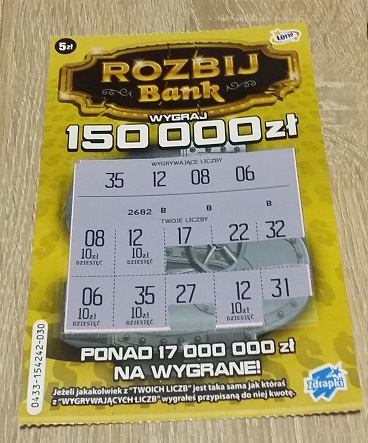 5zł
LOTTO
ROZBIJ
Bank
WYGRAJ
150 000 zł
WYGRYWAJĄCE LICZBY
35 12 08 06
2682 B B B
TWOJE LICZBY
08 12 17 22 32
10zł 10zł
DZIESIĘĆ DZIESIĘĆ
06 35 27 12 31
10zł 10zł 10zł
DZIESIĘĆ DZIESIĘĆ DZIESIĘĆ
PONAD 17 000 000 zł
NA WYGRANE!
Jeżeli jakakolwiek z "TWOICH LICZB" jest taka sama jak któraś
z "WYGRYWAJĄCYCH LICZB" wygrałeś przypisaną do niej kwotę.
zdrapki
0433-154242-030